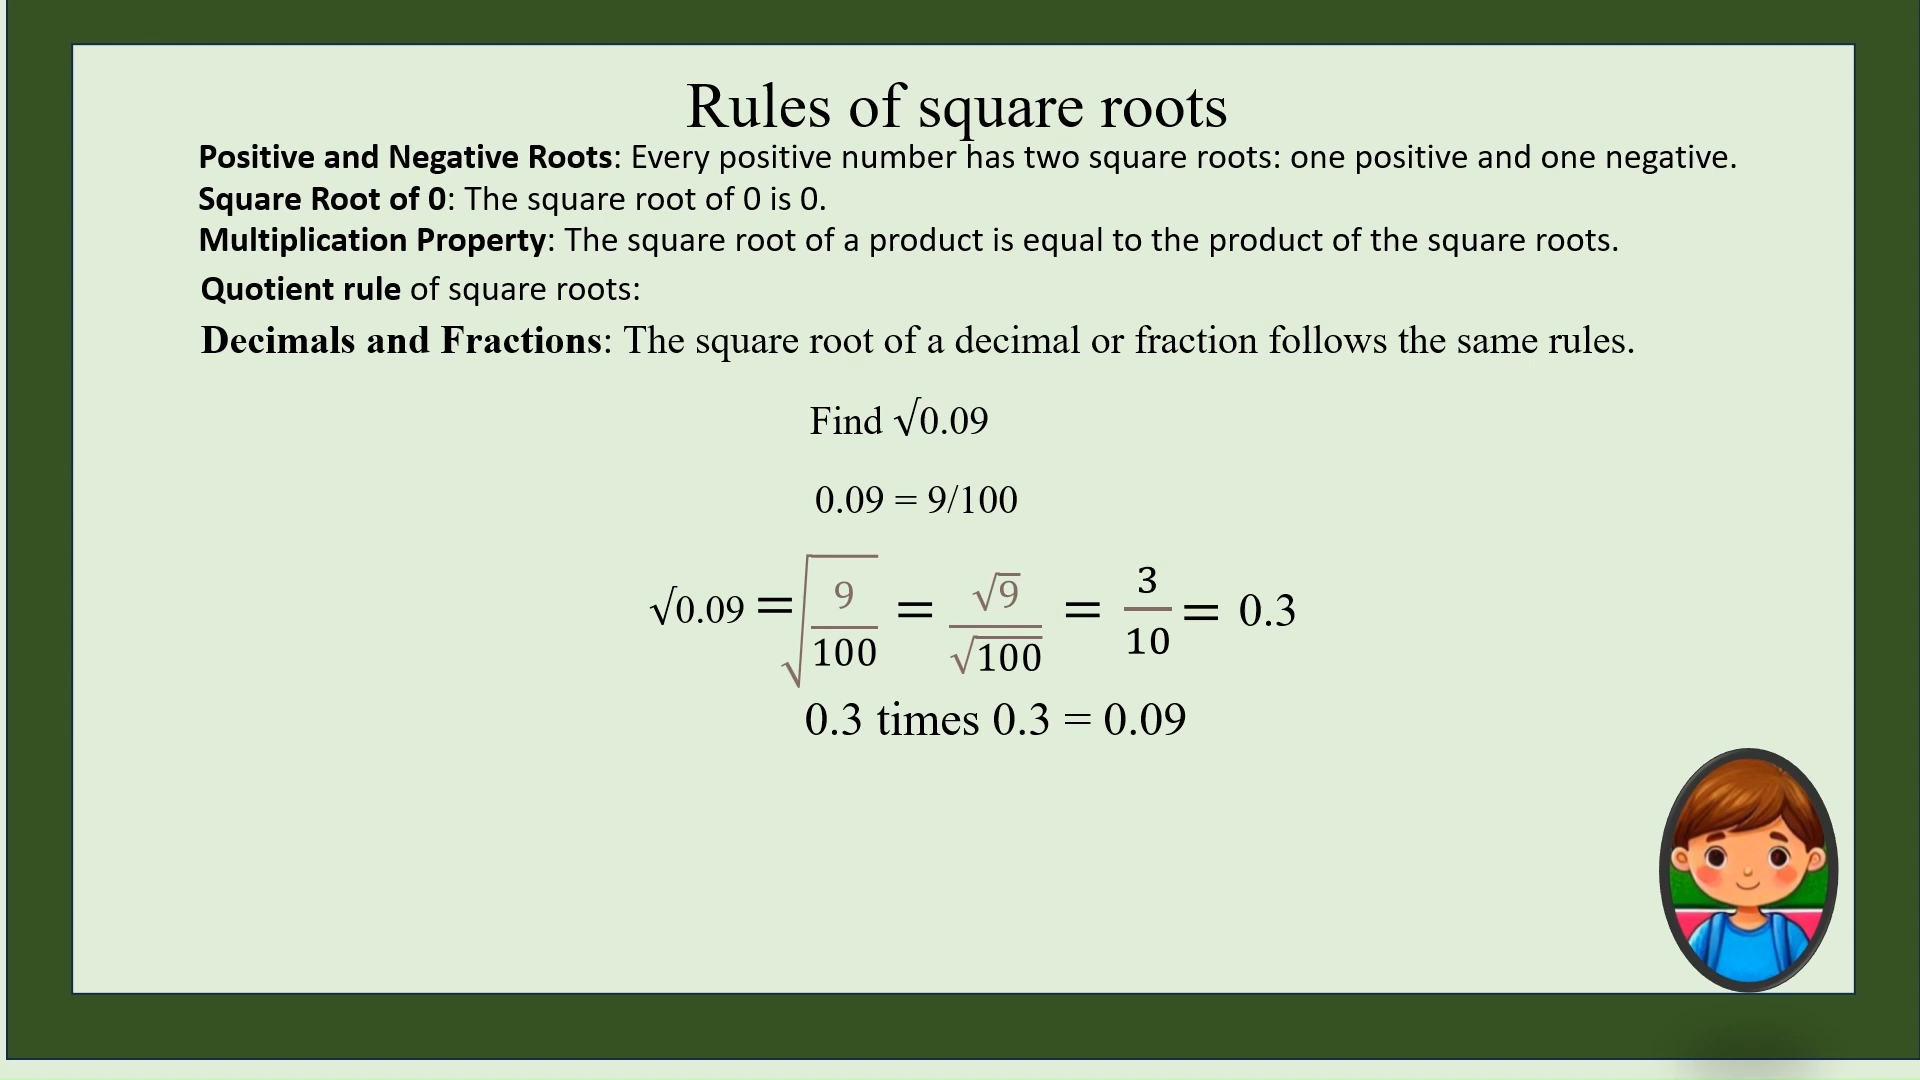 Rules of square roots
Positive and Negative Roots: Every positive number has two square roots: one positive and one negative.
Square Root of 0: The square root of 0 is 0.
Multiplication Property: The square root of a product is equal to the product of the square roots.
Quotient rule of square roots:
Decimals and Fractions: The square root of a decimal or fraction follows the same rules.
Find √0.09
0.09 = 9/100
√0.09 = √(9/100) = √9/√100 = 3/10 = 0.3
0.3 times 0.3 = 0.09